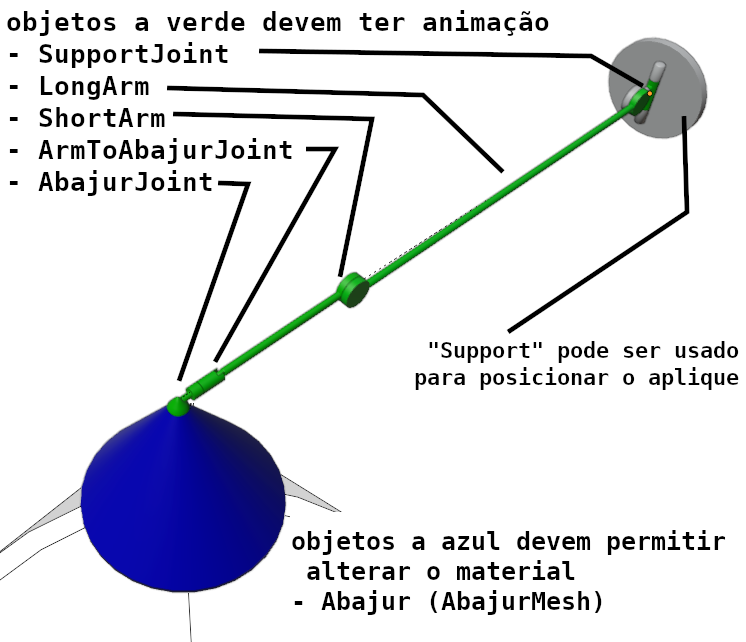 objetos a verde devem ter animação
- SupportJoint
- LongArm
- ShortArm
- ArmToAbajurJoint
- AbajurJoint
"Support" pode ser usado
para posicionar o aplique
objetos a azul devem permitir
alterar o material
- Abajur (AbajurMesh)